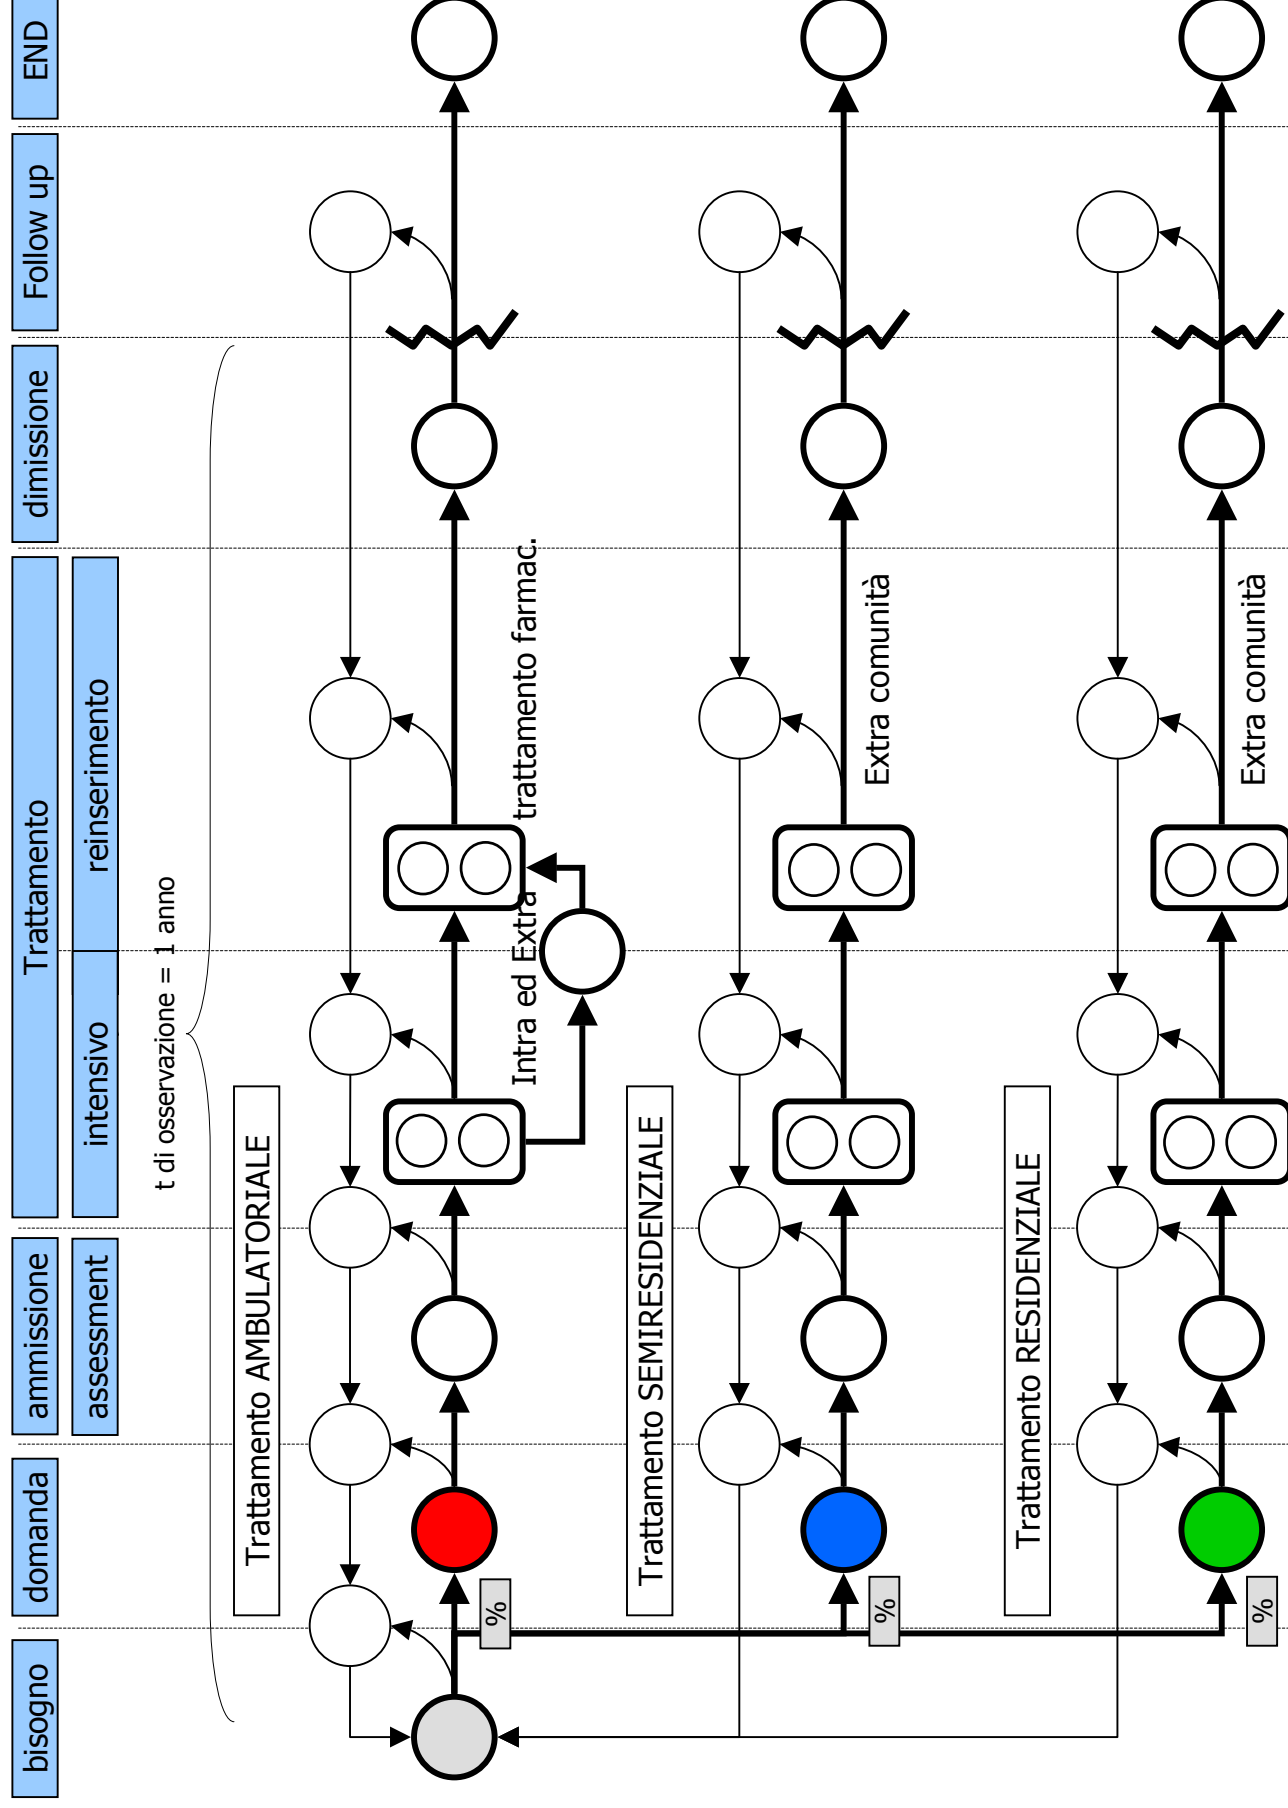 bisogno
domanda
ammissione
Trattamento
dimissione
Follow up
END
assessment
intensivo
reinserimento
t di osservazione = 1 anno
Trattamento AMBULATORIALE
%
Intra ed Extra
trattamento farmac.
Trattamento SEMIRESIDENZIALE
%
Extra comunità
Trattamento RESIDENZIALE
%
Extra comunità